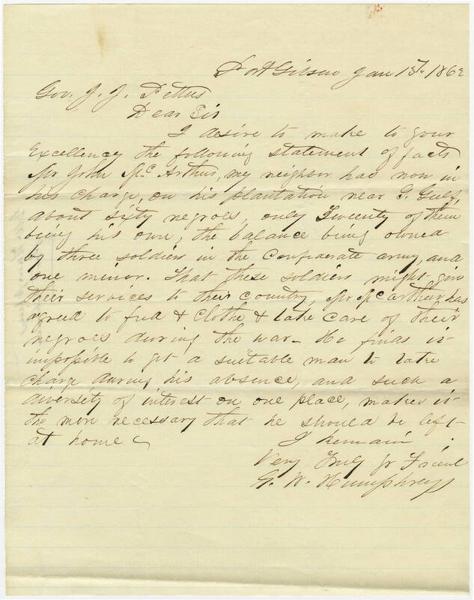 Port Gibson Jany 15th 1862
Gov. J. J. Pettus
Dear Sir
I desire to make to your
Excellency the following statement of facts
Mr John McArthur, my neighbor has now in
his charge, on his plantation near G. Gulf,
about sixty negroes, only Twenty of them
being his own; the balance being owned
by three soldiers in the Confederate army, and
one minor. That these soldiers might give
their services to their Country, Mr McArthur has
agreed to feed & clothe & take care of their
negroes during the war. He finds it
impossible to get a suitable man to take
charge during his absence, and such a
diversity of interest on one place, makes it
the more necessary that he should be left
at home
I remain
Very Truly Yr Friend
G. W. Humphreys